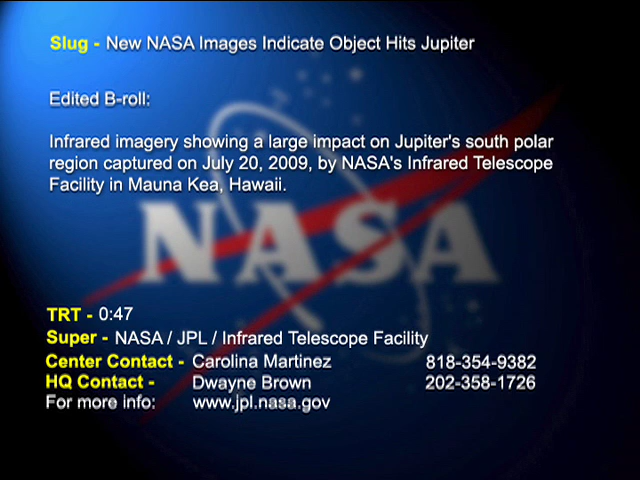 Slug - New NASA Images Indicate Object Hits Jupiter
Edited B-roll:
Infrared imagery showing a large impact on Jupiter's south polar
region captured on July 20, 2009, by NASA's Infrared Telescope
Facility in Mauna Kea, Hawaii.
NASA
TRT - 0:47
Super - NASA / JPL / Infrared Telescope Facility
Center Contact - Carolina Martinez 818-354-9382
HQ Contact - Dwayne Brown 202-358-1726
For more info: www.jpl.nasa.gov